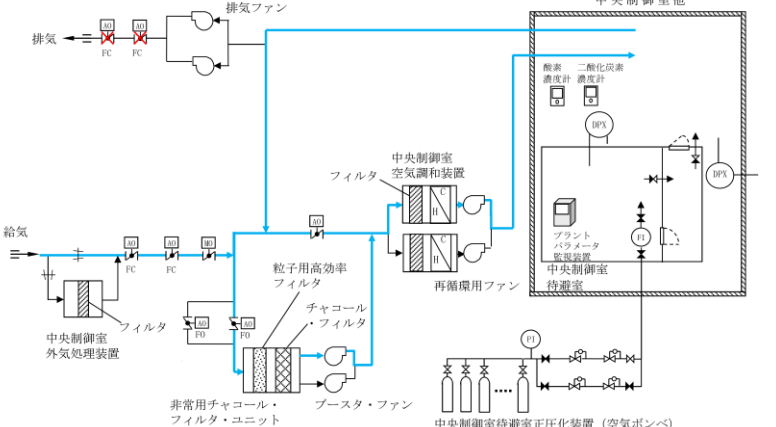 中央制御室他
排気ファン
排気
AO
AO
FC
FC
酸素
濃度計
二酸化炭素
濃度計
DPX
DPX
中央制御室
空気調和装置
フィルタ
C
H
C
H
再循環用ファン
プラント
パラメータ
監視装置
FI
中央制御室
待避室
給気
AO
AO
MO
FC
FC
AO
フィルタ
中央制御室
外気処理装置
粒子用高効率
フィルタ
チャコール
・フィルタ
AO
FO
AO
FO
ブースタ・ファン
非常用チャコール・
フィルタ・ユニット
PI
中央制御室待避室正圧化装置（空気ボンベ）